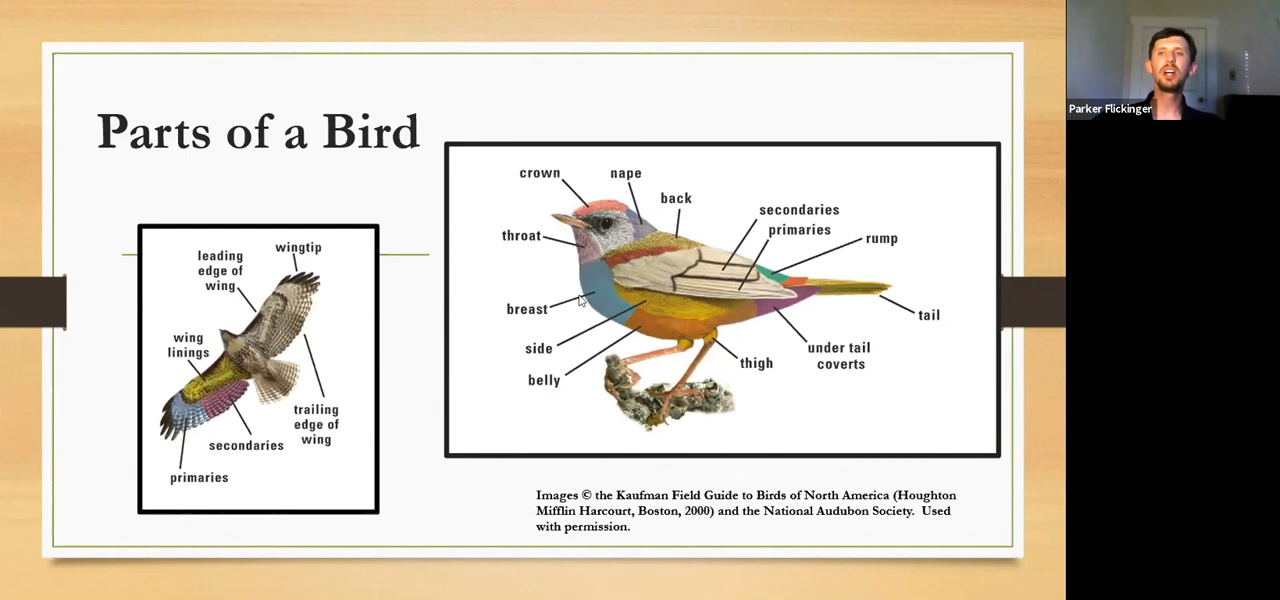 Parts of a Bird
wingtip
leading
edge of
wing
wing
linings
trailing
edge of
wing
secondaries
primaries
crown
nape
back
secondaries
primaries
rump
throat
breast
side
belly
thigh
under tail
coverts
tail
Images © the Kaufman Field Guide to Birds of North America (Houghton
Mifflin Harcourt, Boston, 2000) and the National Audubon Society.  Used
with permission.
Parker Flickinger